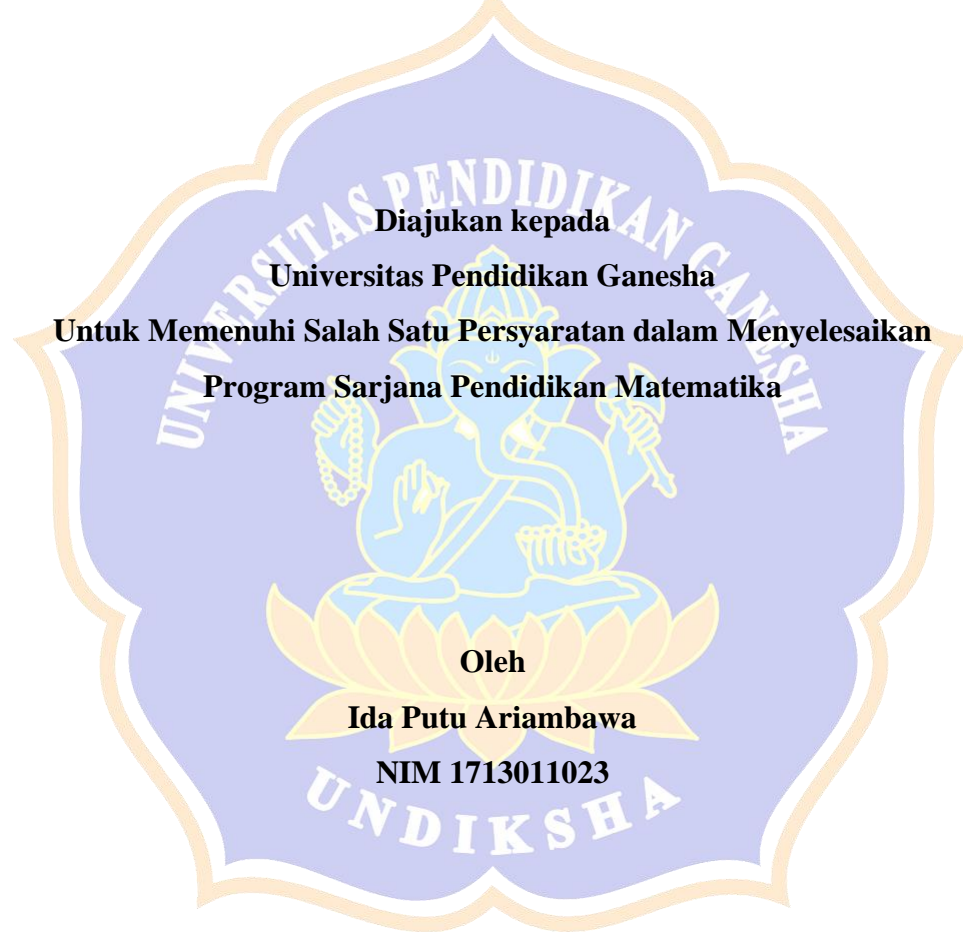 UNIVERSITAS PENDIDIKAN GANESHA
Diajukan kepada
Universitas Pendidikan Ganesha
Untuk Memenuhi Salah Satu Persyaratan dalam Menyelesaikan
Program Sarjana Pendidikan Matematika
Oleh
Ida Putu Ariambawa
NIM 1713011023
UNDIKSHA